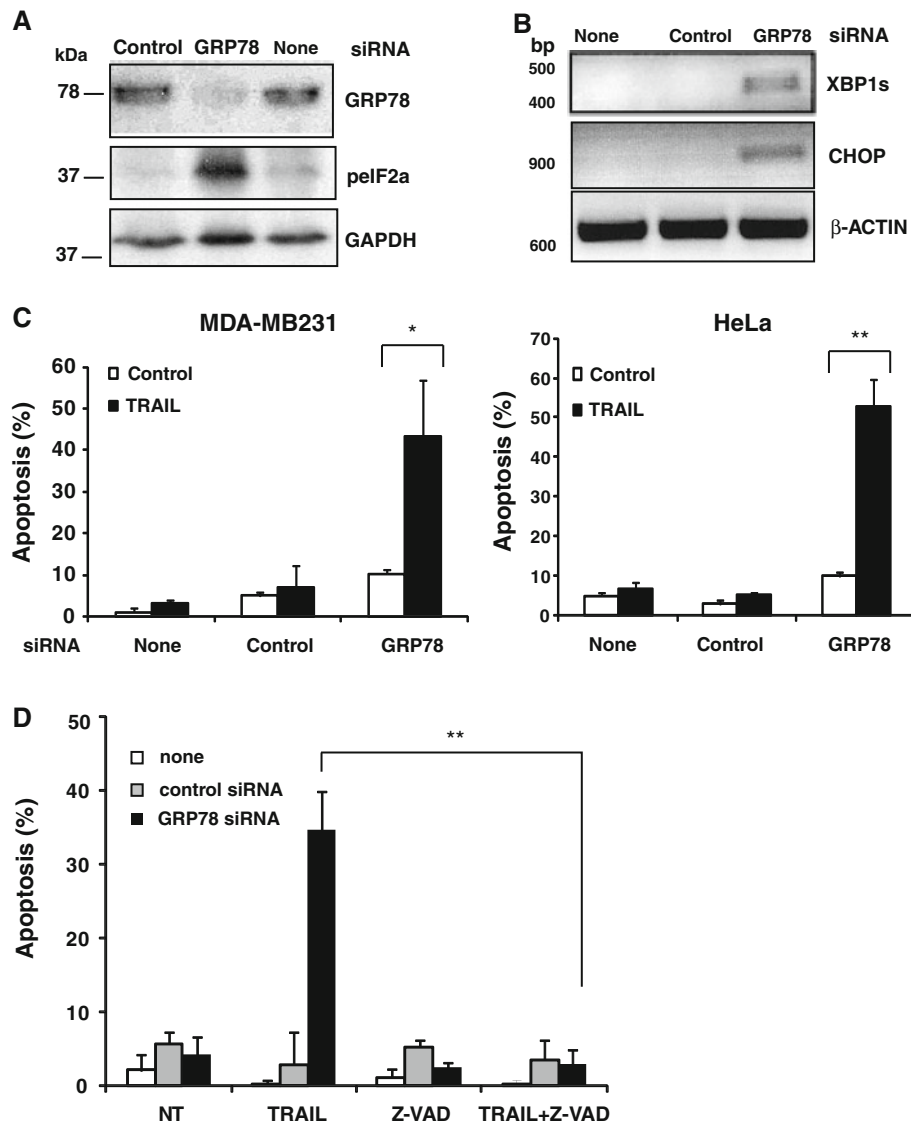 A
kDa
Control GRP78 None siRNA
78
GRP78
37
peIF2a
GAPDH
37
B
bp
None Control GRP78 siRNA
500
400
XBP1s
900
CHOP
600
β-ACTIN
C
MDA-MB231
*
Control
TRAIL
Apoptosis (%)
60
50
40
30
20
10
0
siRNA None Control GRP78
HeLa
**
Control
TRAIL
Apoptosis (%)
70
60
50
40
30
20
10
0
None Control GRP78
D
**
none
control siRNA
GRP78 siRNA
Apoptosis (%)
50
40
30
20
10
0
NT TRAIL Z-VAD TRAIL+Z-VAD